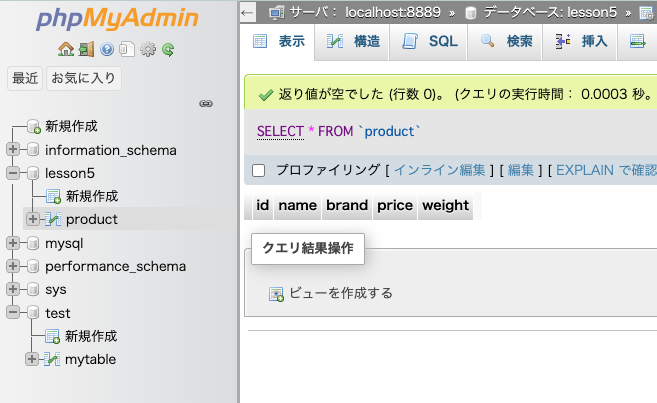 phpMyAdmin
最近 お気に入り
新規作成
information_schema
lesson5
新規作成
product
mysql
performance_schema
sys
test
新規作成
mytable
サーバ： localhost:8889 » データベース: lesson5 »
表示 構造 SQL 検索 挿入
返り値が空でした (行数 0)。 (クエリの実行時間： 0.0003 秒。
SELECT * FROM `product`
プロファイリング [ インライン編集 ] [ 編集 ] [ EXPLAIN で確認
id name brand price weight
クエリ結果操作
ビューを作成する